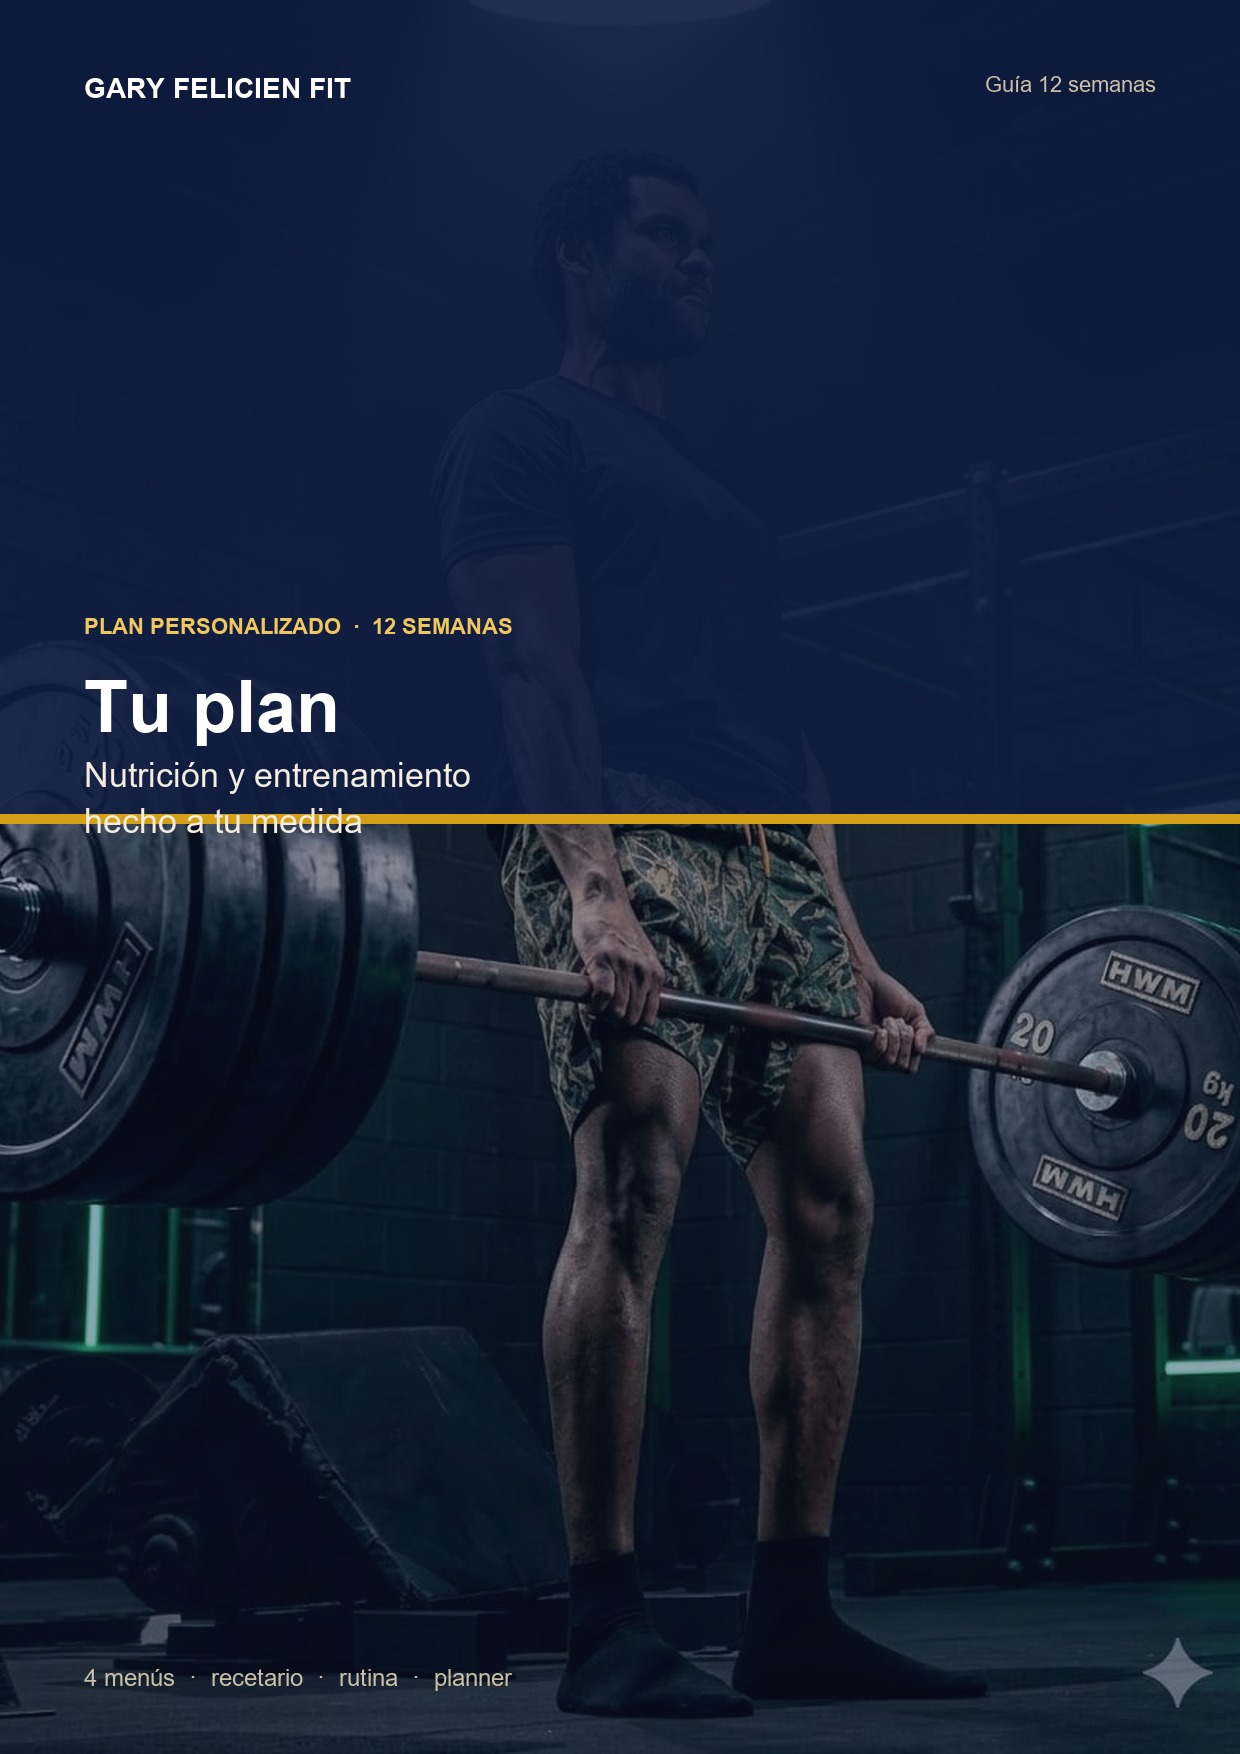 GARY FELICIEN FIT
Guía 12 semanas
PLAN PERSONALIZADO · 12 SEMANAS
Tu plan
Nutrición y entrenamiento
hecho a tu medida
HWM
HWM
20
kg
20
HWM
4 menús · recetario · rutina · planner